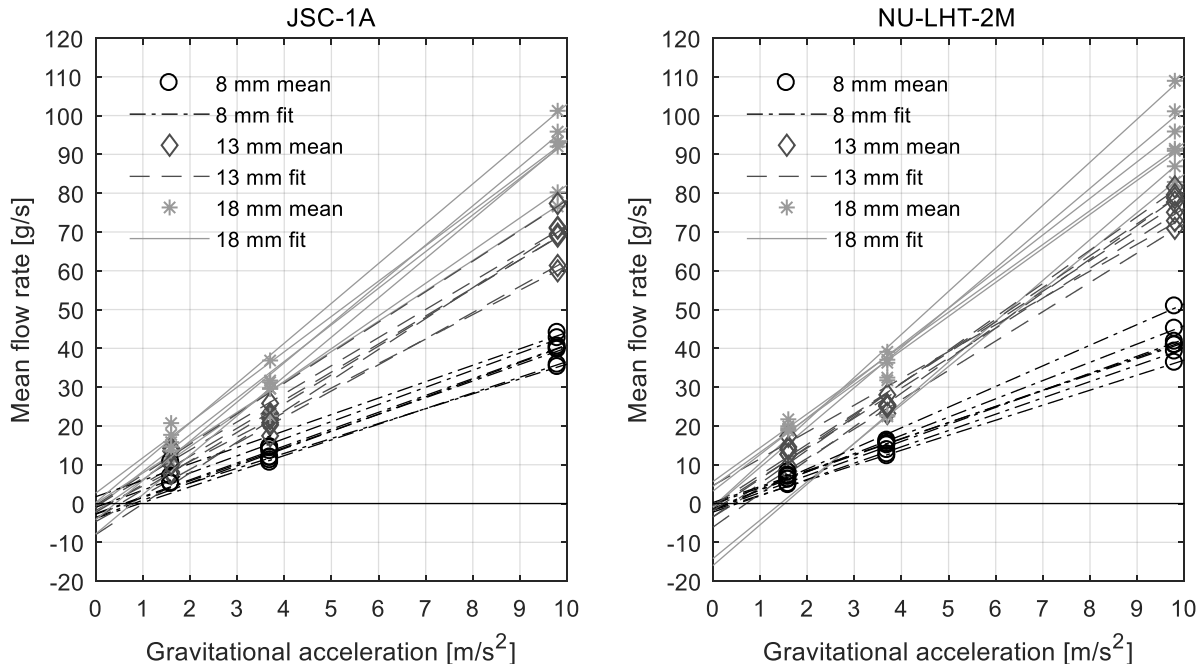 JSC-1A
120
110
100
90
80
70
60
50
40
30
20
10
0
-10
-20
Mean flow rate [g/s]
8 mm mean
8 mm fit
13 mm mean
13 mm fit
18 mm mean
18 mm fit
0 1 2 3 4 5 6 7 8 9 10
Gravitational acceleration [m/s²]
NU-LHT-2M
120
110
100
90
80
70
60
50
40
30
20
10
0
-10
-20
Mean flow rate [g/s]
8 mm mean
8 mm fit
13 mm mean
13 mm fit
18 mm mean
18 mm fit
0 1 2 3 4 5 6 7 8 9 10
Gravitational acceleration [m/s²]